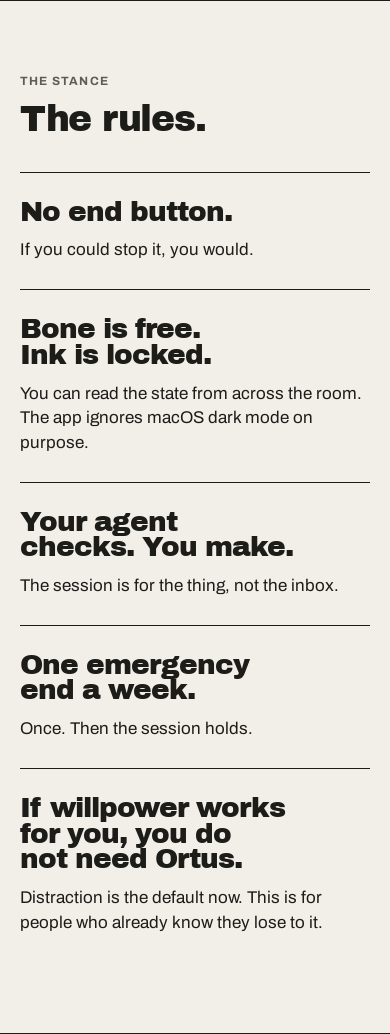 THE STANCE
The rules.
No end button.
If you could stop it, you would.
Bone is free.
Ink is locked.
You can read the state from across the room.
The app ignores macOS dark mode on
purpose.
Your agent
checks. You make.
The session is for the thing, not the inbox.
One emergency
end a week.
Once. Then the session holds.
If willpower works
for you, you do
not need Ortus.
Distraction is the default now. This is for
people who already know they lose to it.